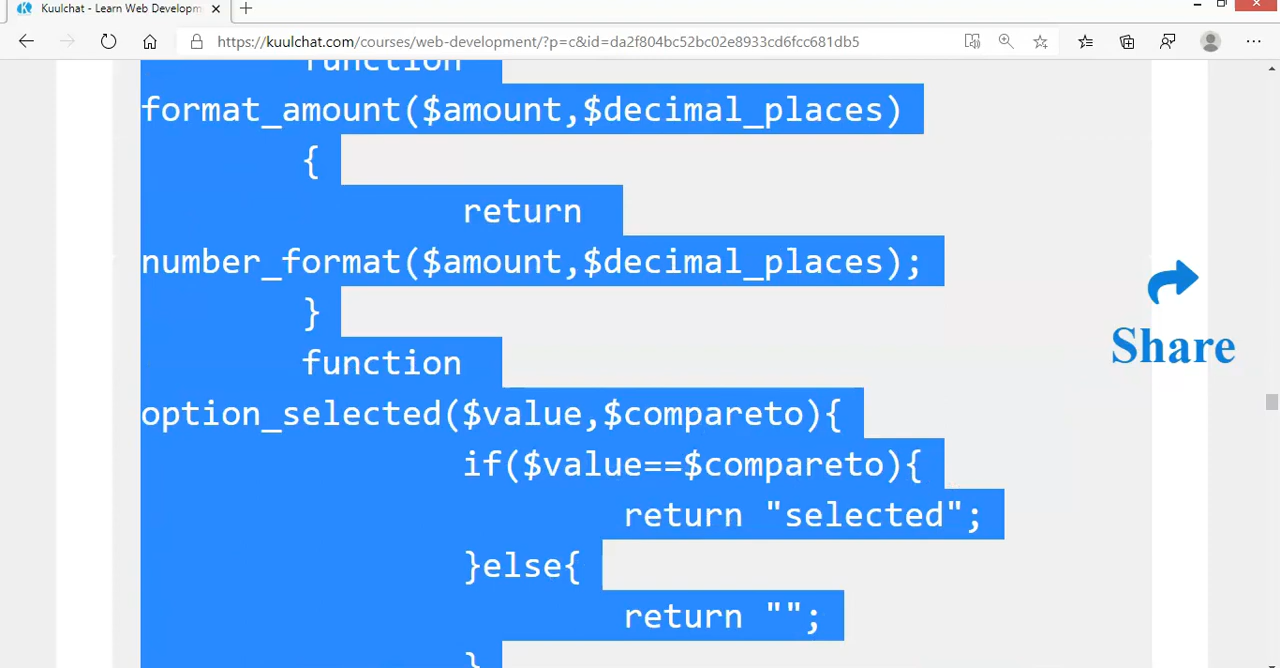 Kuulchat - Learn Web Developm
https://kuulchat.com/courses/web-development/?p=c&id=da2f804bc52bc02e8933cd6fcc681db5
function
format_amount($amount,$decimal_places)
{
return
number_format($amount,$decimal_places);
}
function
option_selected($value,$compareto){
if($value==$compareto){
return "selected";
}else{
return "";
}
Share